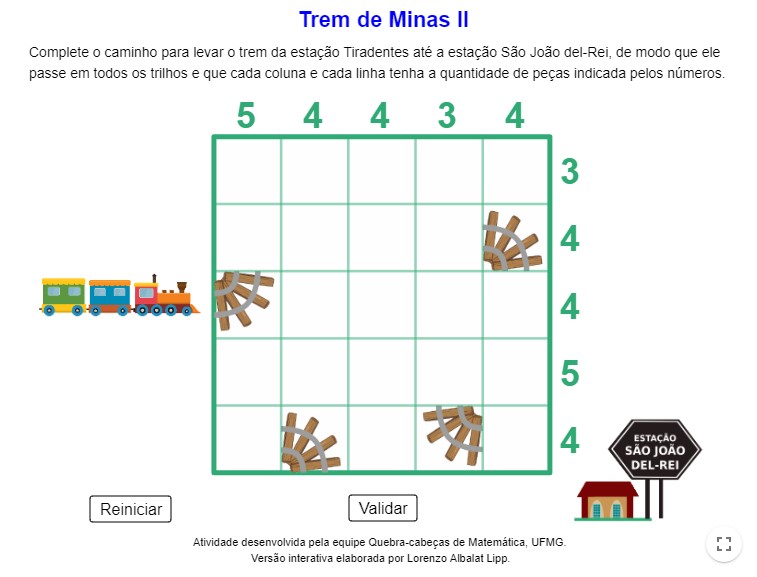 Trem de Minas II
Complete o caminho para levar o trem da estação Tiradentes até a estação São João del-Rei, de modo que ele
passe em todos os trilhos e que cada coluna e cada linha tenha a quantidade de peças indicada pelos números.
5 4 4 3 4
3
4
4
5
4
ESTAÇÃO
SÃO JOÃO
DEL-REI
Reiniciar
Validar
Atividade desenvolvida pela equipe Quebra-cabeças de Matemática, UFMG.
Versão interativa elaborada por Lorenzo Albalat Lipp.